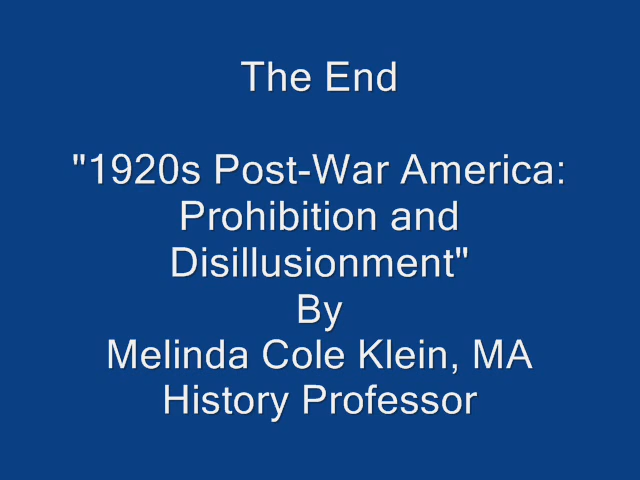 The End
"1920s Post-War America:
Prohibition and
Disillusionment"
By
Melinda Cole Klein, MA
History Professor